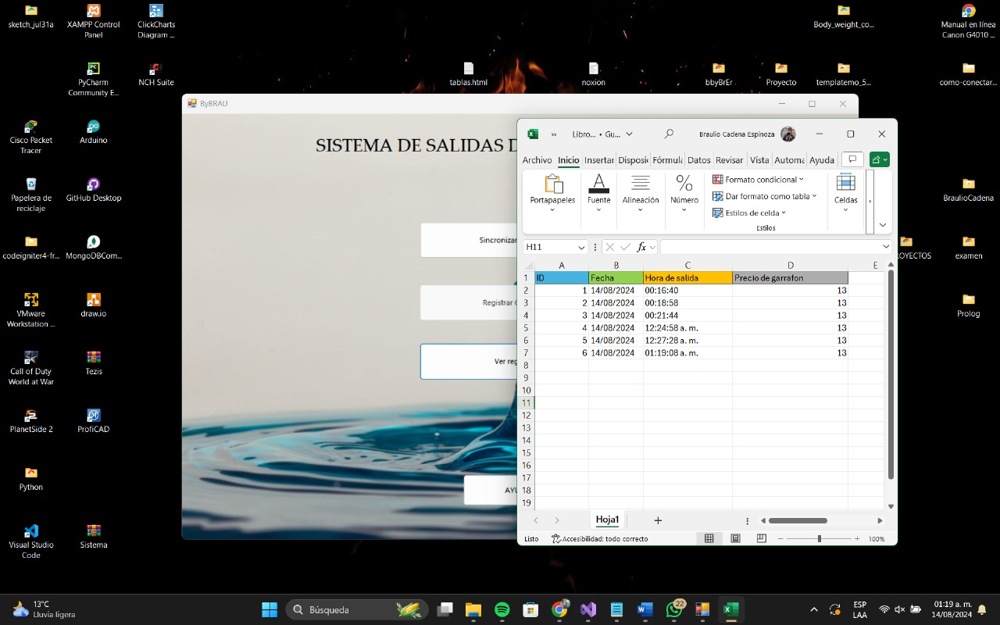 sketch_jul31a
XAMPP Control
Panel
ClickCharts
Diagram ...
Body_weight_co...
Manual en línea
Canon G4010 ...
PyCharm
Community E...
NCH Suite
tablas.html
noxion
bbyBrEr
Proyecto
templatemo_5...
como-conectar...
Cisco Packet
Tracer
Arduino
Papelera de
reciclaje
GitHub Desktop
BraulioCadena
codeigniter4-fr...
MongoDBCom...
OYECTOS
examen
VMware
Workstation ...
draw.io
Prolog
Call of Duty
World at War
Tezis
PlanetSide 2
ProfiCAD
Python
Visual Studio
Code
Sistema
ByBRAU
SISTEMA DE SALIDAS D
Sincroniza
Registrar
Ver reg
AYU
Libro... • Gu...
Braulio Cadena Espinoza
Archivo Inicio Insertar Disposic Fórmula Datos Revisar Vista Automa Ayuda
Portapapeles
Fuente
Alineación
Número
Formato condicional
Dar formato como tabla
Estilos de celda
Estilos
Celdas
H11
fx
A B C D E
1 ID Fecha Hora de salida Precio de garrafon
2 1 14/08/2024 00:16:40 13
3 2 14/08/2024 00:18:58 13
4 3 14/08/2024 00:21:44 13
5 4 14/08/2024 12:24:58 a. m. 13
6 5 14/08/2024 12:27:28 a. m. 13
7 6 14/08/2024 01:19:08 a. m. 13
8
9
10
11
12
13
14
15
16
17
18
19
Hoja1
Listo
Accesibilidad: todo correcto
100%
13°C
Lluvia ligera
Búsqueda
22
ESP
LAA
01:19 a. m.
14/08/2024